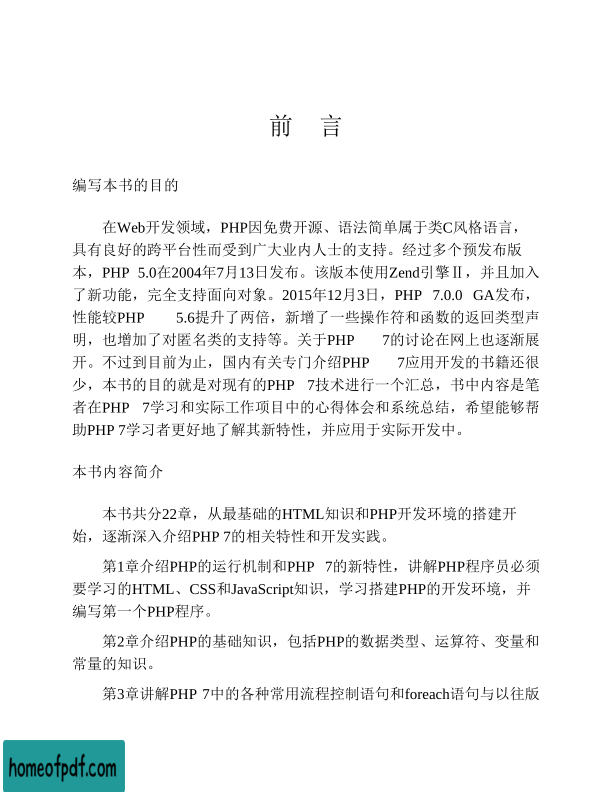 前 言
编写本书的目的
在Web开发领域，PHP因免费开源、语法简单属于类C风格语言，
具有良好的跨平台性而受到广大业内人士的支持。经过多个预发布版
本，PHP 5.0在2004年7月13日发布。该版本使用Zend引擎Ⅱ，并且加入
了新功能，完全支持面向对象。2015年12月3日，PHP 7.0.0 GA发布，
性能较PHP 5.6提升了两倍，新增了一些操作符和函数的返回类型声
明，也增加了对匿名类的支持等。关于PHP 7的讨论在网上也逐渐展
开。不过到目前为止，国内有关专门介绍PHP 7应用开发的书籍还很
少，本书的目的就是对现有的PHP 7技术进行一个汇总，书中内容是笔
者在PHP 7学习和实际工作项目中的心得体会和系统总结，希望能够帮
助PHP 7学习者更好地了解其新特性，并应用于实际开发中。
本书内容简介
本书共分22章，从最基础的HTML知识和PHP开发环境的搭建开
始，逐渐深入介绍PHP 7的相关特性和开发实践。
第1章介绍PHP的运行机制和PHP 7的新特性，讲解PHP程序员必须
要学习的HTML、CSS和JavaScript知识，学习搭建PHP的开发环境，并
编写第一个PHP程序。
第2章介绍PHP的基础知识，包括PHP的数据类型、运算符、变量和
常量的知识。
第3章讲解PHP 7中的各种常用流程控制语句和foreach语句与以往版
homeofpdf.com